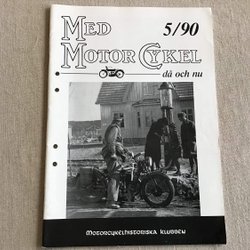 MED 5/90
MOTOR CYKEL
då och nu
MOTORCYKELHISTORISKA KLUBBEN